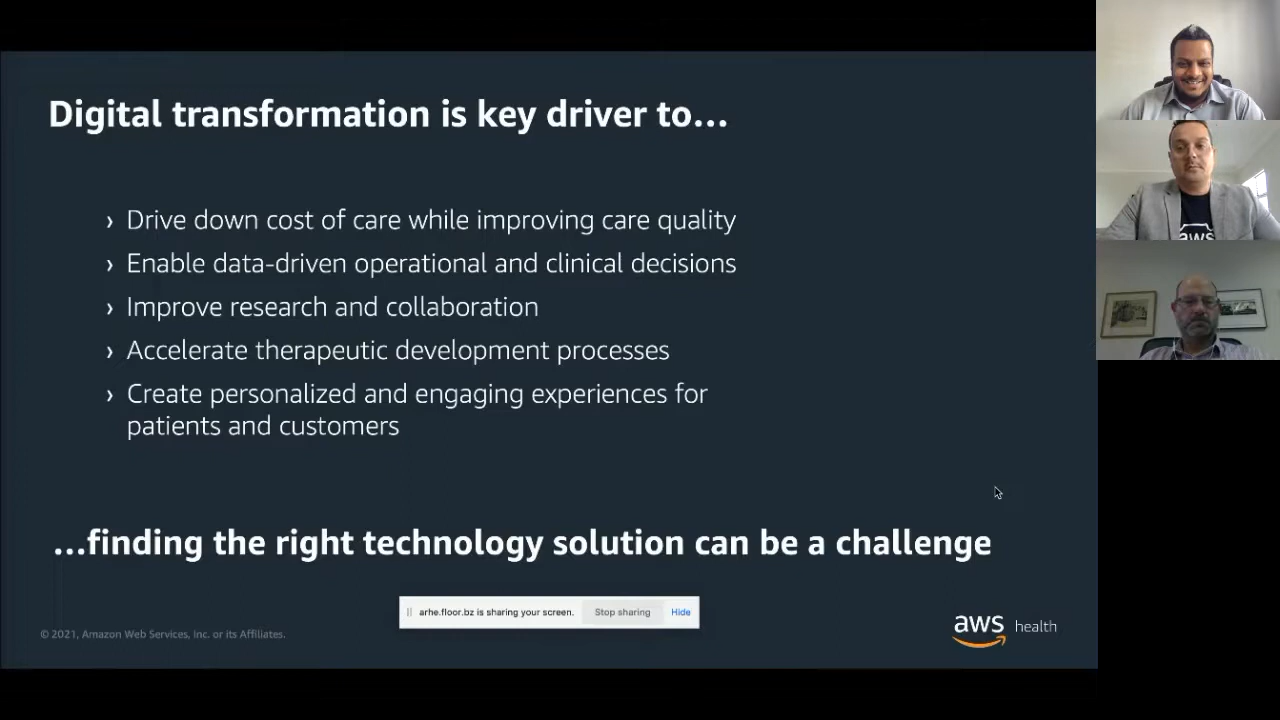 Digital transformation is key driver to...
› Drive down cost of care while improving care quality
› Enable data-driven operational and clinical decisions
› Improve research and collaboration
› Accelerate therapeutic development processes
› Create personalized and engaging experiences for
patients and customers
...finding the right technology solution can be a challenge
arhe.floor.bz is sharing your screen. Stop sharing Hide
© 2021, Amazon Web Services, Inc. or its Affiliates.
aws health
aws